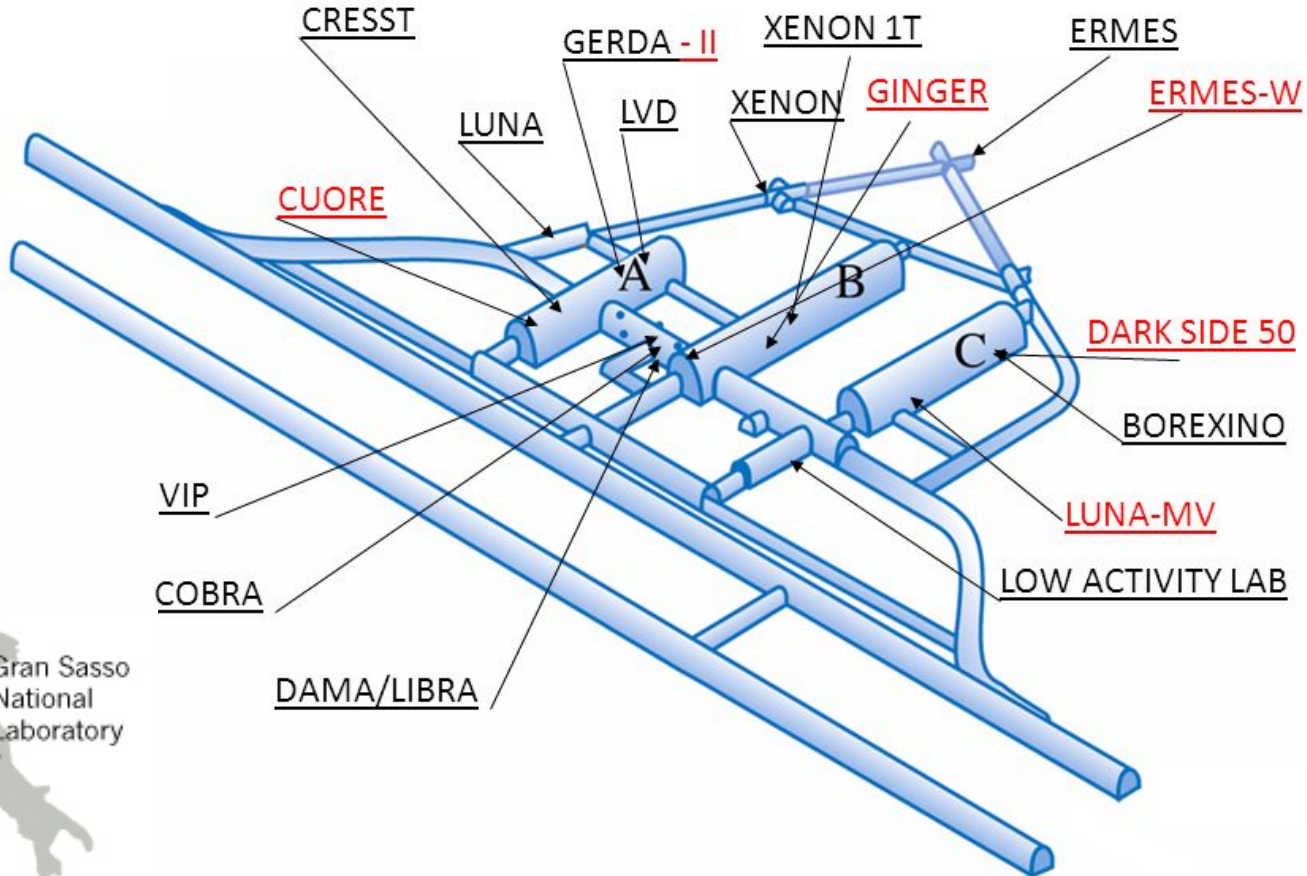 CRESST
GERDA - II
XENON 1T
ERMES
LUNA
LVD
XENON
GINGER
ERMES-W
CUORE
A
B
C
DARK SIDE 50
BOREXINO
VIP
LUNA-MV
COBRA
LOW ACTIVITY LAB
DAMA/LIBRA
Gran Sasso
National
Laboratory